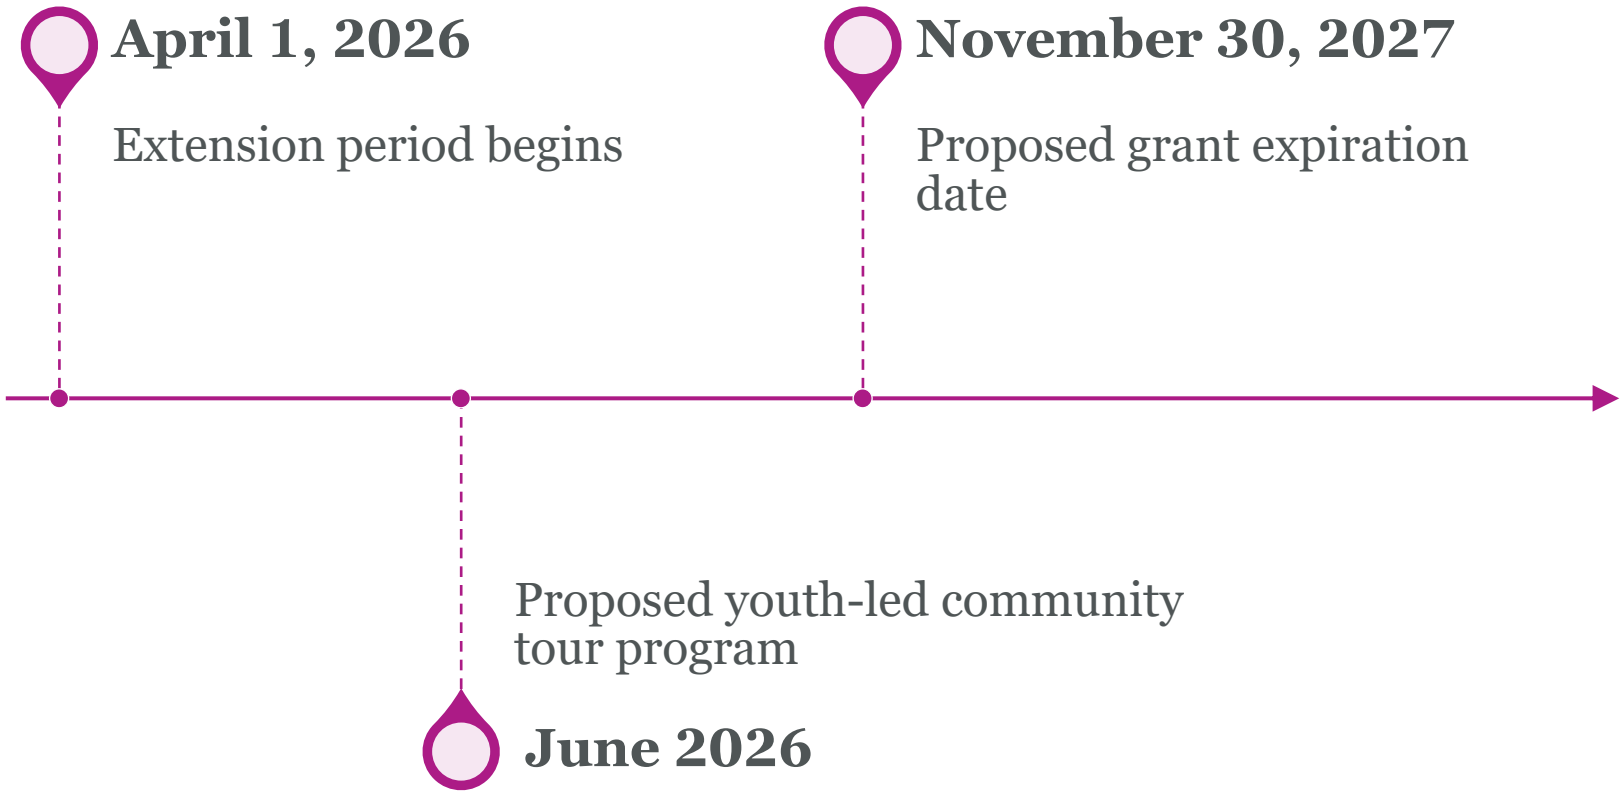 April 1, 2026
Extension period begins
November 30, 2027
Proposed grant expiration
date
Proposed youth-led community
tour program
June 2026